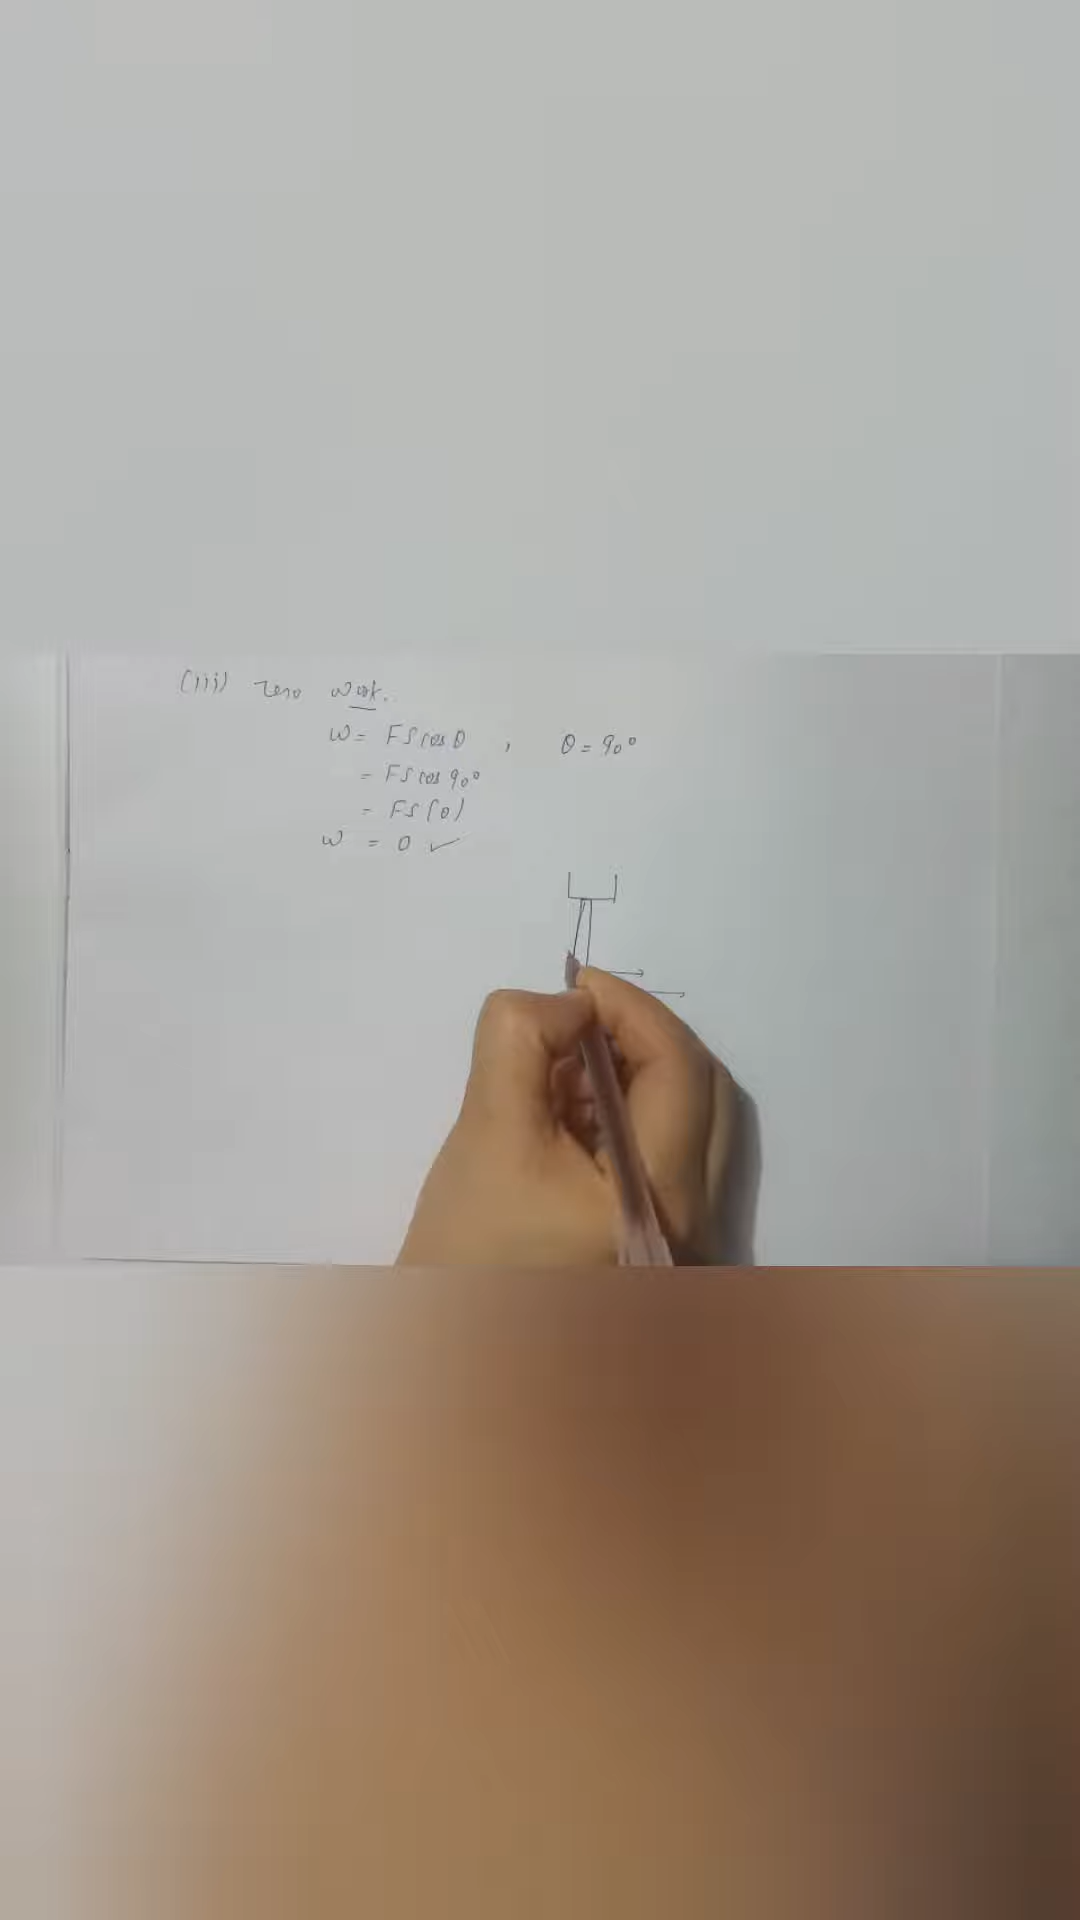 (iii) Zero Work.
W = FS cos θ , θ = 90°
= FS cos 90°
= FS (0)
W = 0 ✓